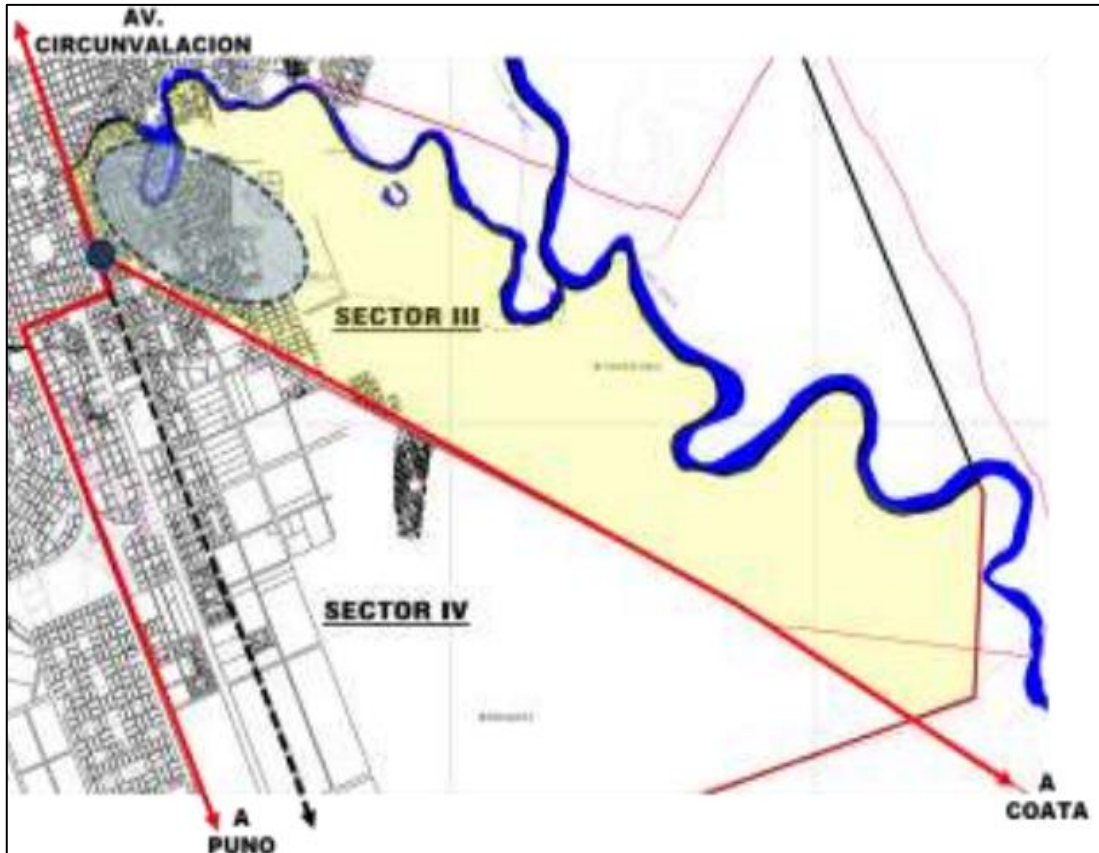 AV.
CIRCUNVALACION
SECTOR III
SECTOR IV
A
COATA
A
PUNO